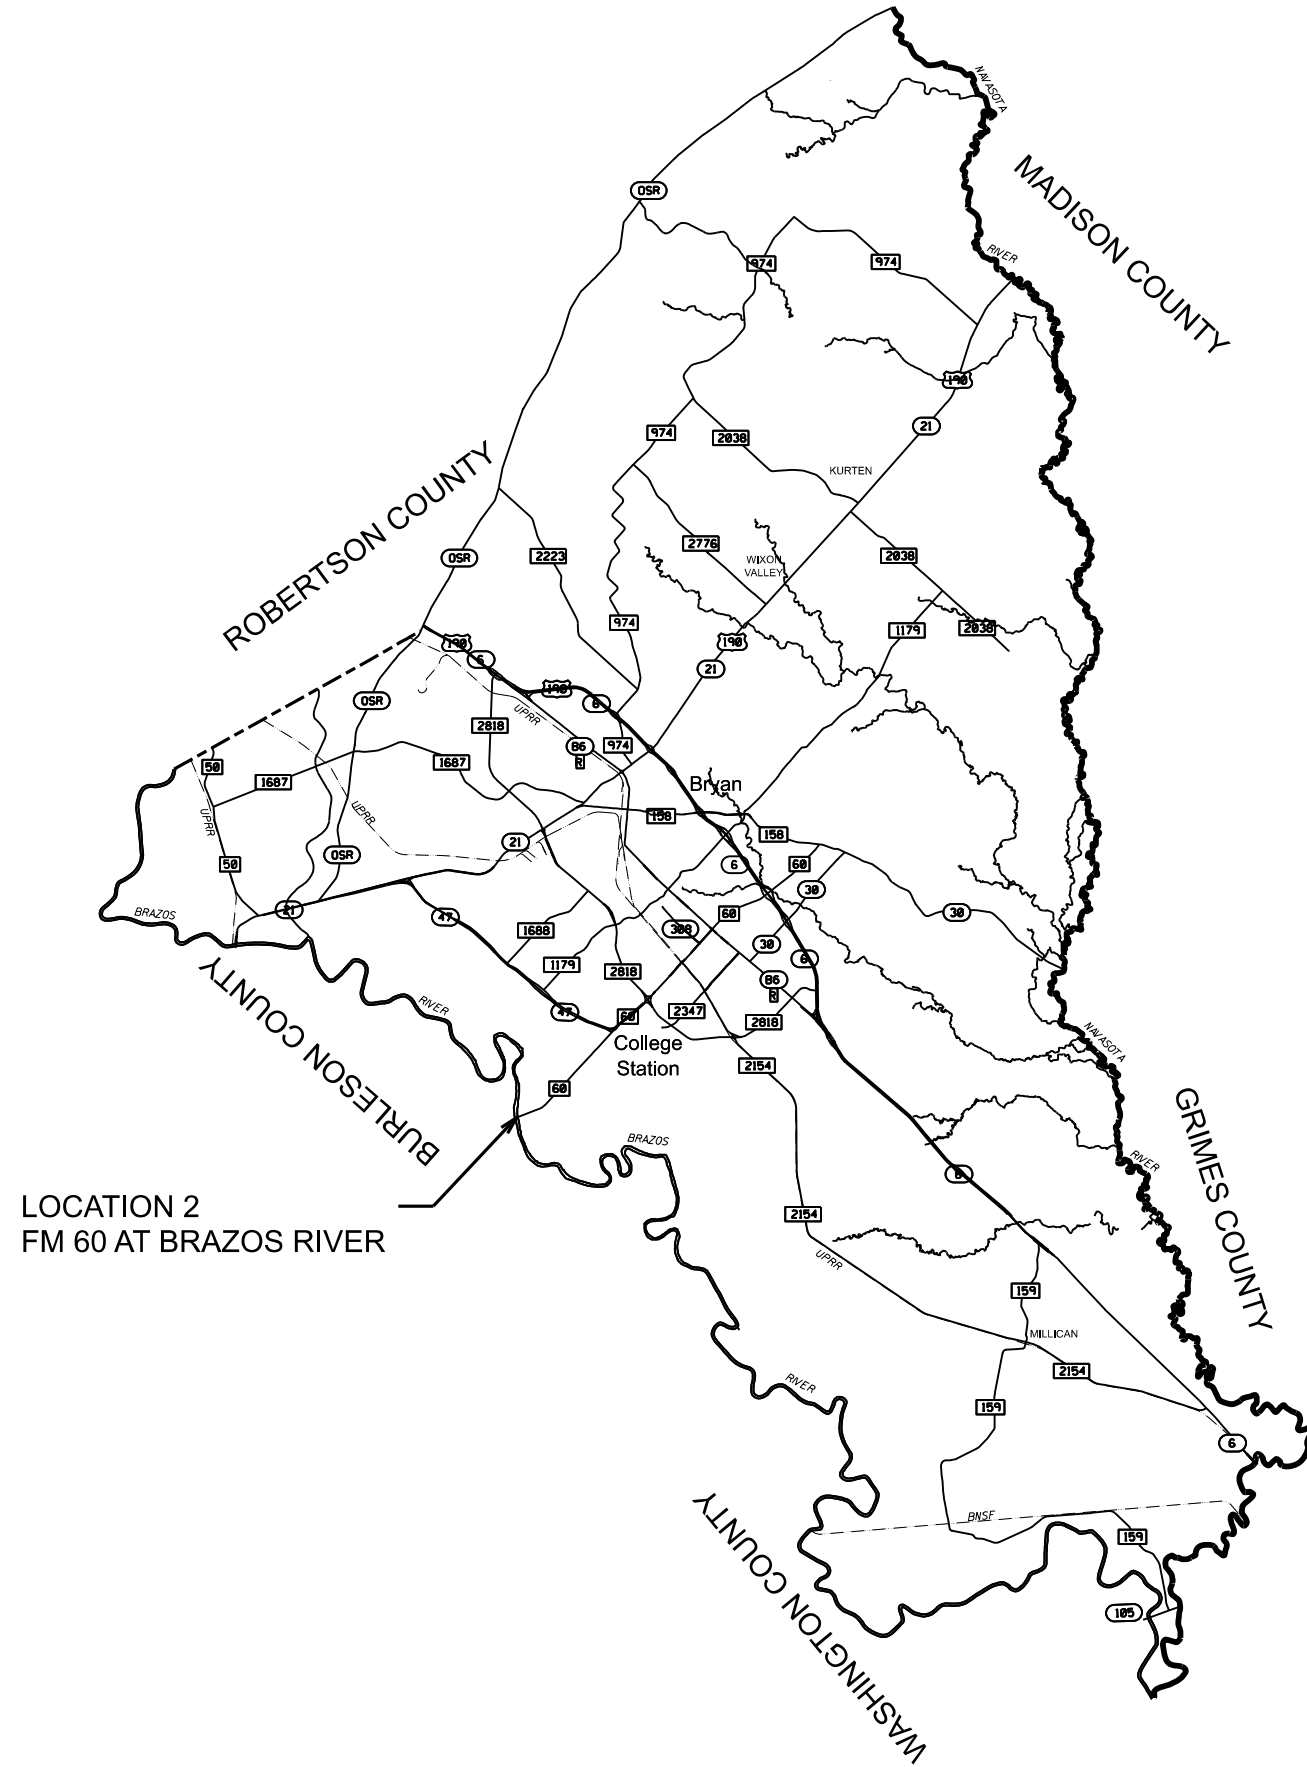 NAVASOTA
MADISON COUNTY
OSR
RIVER
974
974
190
21
974
2038
KURTEN
ROBERTSON COUNTY
OSR
2223
2776
WIXON
VALLEY
2038
974
1179
2038
190
6
190
21
190
6
OSR
2818
UPRR
86
R
974
50
1687
1687
Bryan
UPRR
UPRR
158
158
21
OSR
50
6
60
30
BRAZOS
21
47
60
30
308
1688
30
1179
2818
6
86
R
RIVER
47
60
2347
2818
College
Station
NAVASOTA
BURLESON COUNTY
2154
60
GRIMES COUNTY
BRAZOS
RIVER
6
LOCATION 2
FM 60 AT BRAZOS RIVER
2154
UPRR
159
MILLICAN
2154
RIVER
159
6
WASHINGTON COUNTY
BNSF
159
105